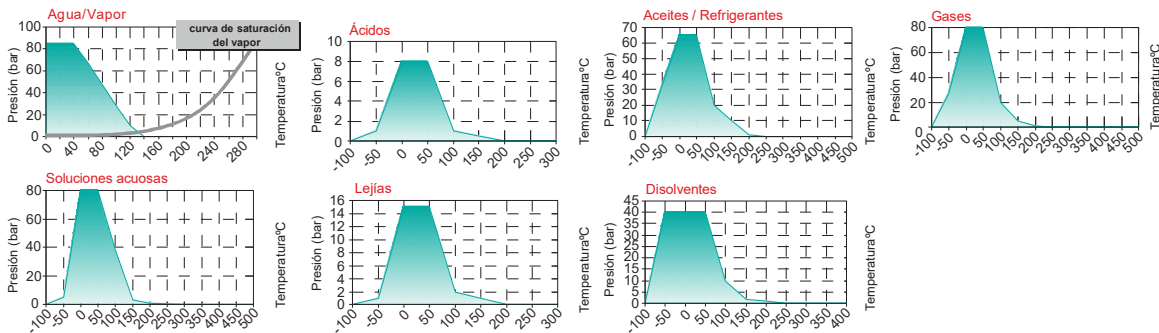 Agua/Vapor
curva de saturación
del vapor
Presión (bar)
100
80
60
40
20
0
0 40 80 120 160 200 240 280
Temperaturaº C
Ácidos
Presión (bar)
10
8
6
4
2
0
-100 -50 0 50 100 150 200 250 300
Temperaturaº C
Aceites / Refrigerantes
Presión (bar)
70
60
50
40
30
20
10
0
-100 -50 0 50 100 150 200 250 300 350 400 450 500
Temperaturaº C
Gases
Presión (bar)
80
60
40
20
0
-100 -50 0 50 100 150 200 250 300 350 400 450 500
Temperaturaº C
Soluciones acuosas
Presión (bar)
80
60
40
20
0
-100 -50 0 50 100 150 200 250 300 350 400 450 500
Temperaturaº C
Lejías
Presión (bar)
16
14
12
10
8
6
4
2
0
-100 -50 0 50 100 150 200 250 300
Temperaturaº C
Disolventes
Presión (bar)
45
40
35
30
25
20
15
10
5
0
-100 -50 0 50 100 150 200 250 300 350 400
Temperaturaº C